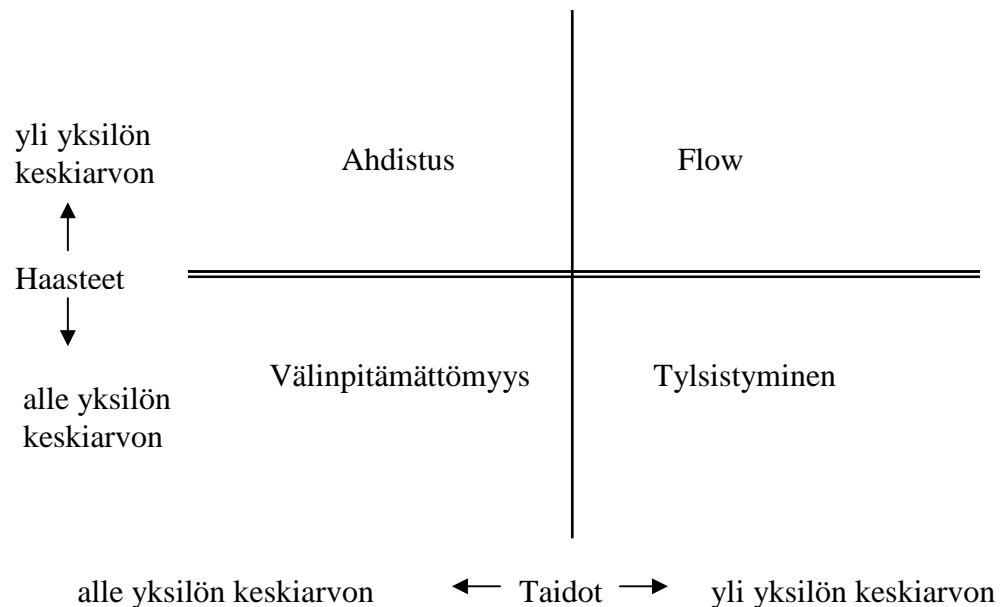 yli yksilön
keskiarvon
Ahdistus
Flow
Haasteet
Välinpitämättömyys
Tylsistyminen
alle yksilön
keskiarvon
alle yksilön keskiarvon
Taidot
yli yksilön keskiarvon